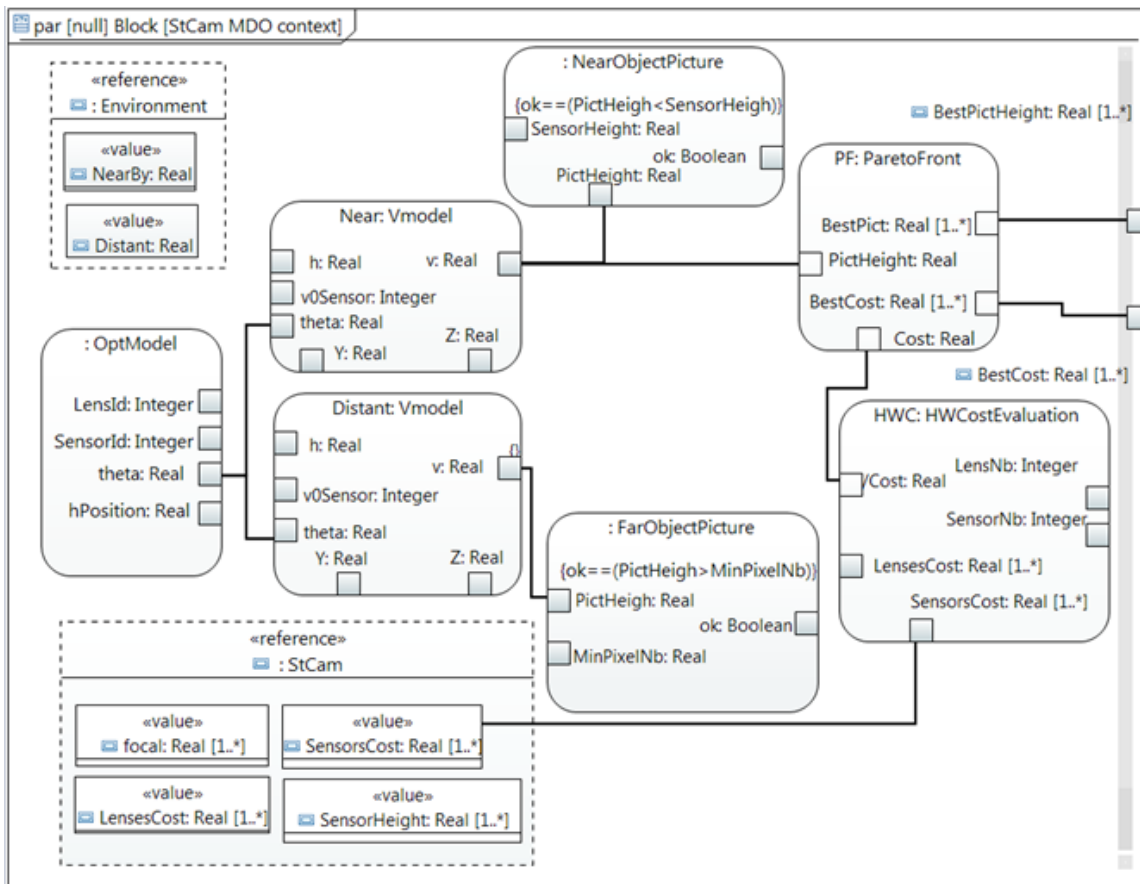 par [null] Block [StCam MDO context]
«reference»
: Environment
«value»
NearBy: Real
«value»
Distant: Real
: NearObjectPicture
{ok==(PictHeigh<SensorHeigh)}
SensorHeight: Real
ok: Boolean
PictHeight: Real
BestPictHeight: Real [1..*]
PF: ParetoFront
BestPict: Real [1..*]
PictHeight: Real
BestCost: Real [1..*]
Cost: Real
BestCost: Real [1..*]
Near: Vmodel
h: Real
v: Real
v0Sensor: Integer
theta: Real
Y: Real
Z: Real
: OptModel
LensId: Integer
SensorId: Integer
theta: Real
hPosition: Real
Distant: Vmodel
h: Real
{}
v: Real
v0Sensor: Integer
theta: Real
Y: Real
Z: Real
HWC: HWCostEvaluation
LensNb: Integer
/Cost: Real
SensorNb: Integer
LensesCost: Real [1..*]
SensorsCost: Real [1..*]
: FarObjectPicture
{ok==(PictHeigh>MinPixelNb)}
PictHeigh: Real
ok: Boolean
MinPixelNb: Real
«reference»
: StCam
«value»
focal: Real [1..*]
«value»
SensorsCost: Real [1..*]
«value»
LensesCost: Real [1..*]
«value»
SensorHeight: Real [1..*]